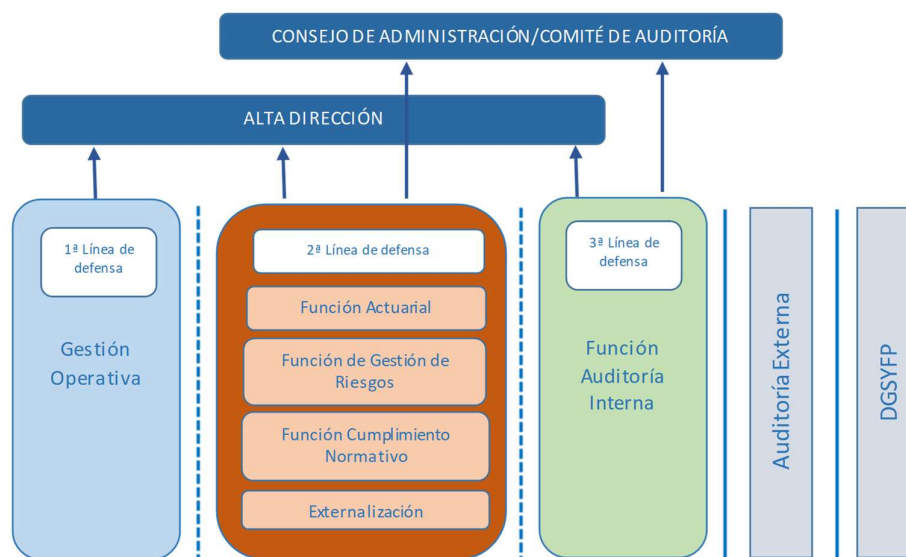 CONSEJO DE ADMINISTRACIÓN/COMITÉ DE AUDITORÍA
ALTA DIRECCIÓN
1ª Línea de
defensa
Gestión
Operativa
2ª Línea de defensa
Función Actuarial
Función de Gestión de
Riesgos
Función Cumplimiento
Normativo
Externalización
3ª Línea de
defensa
Función
Auditoría
Interna
Auditoría Externa
DGSYFP